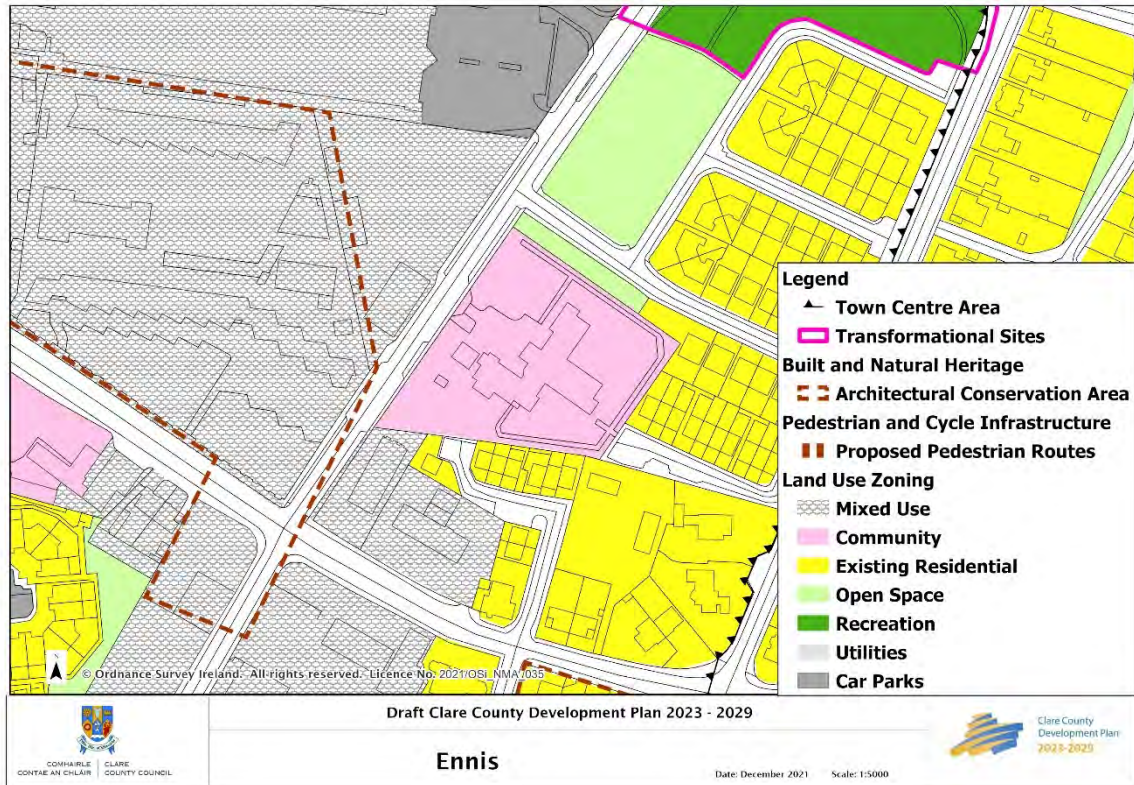 Legend
Town Centre Area
Transformational Sites
Built and Natural Heritage
Architectural Conservation Area
Pedestrian and Cycle Infrastructure
Proposed Pedestrian Routes
Land Use Zoning
Mixed Use
Community
Existing Residential
Open Space
Recreation
Utilities
Car Parks
© Ordnance Survey Ireland. All rights reserved. Licence No. 2021/OSi_NMA/035
COMHAIRLE CONTAE AN CHLÁIR
CLARE COUNTY COUNCIL
Draft Clare County Development Plan 2023 - 2029
Ennis
Date: December 2021 Scale: 1:5000
Clare County
Development Plan
2023-2029